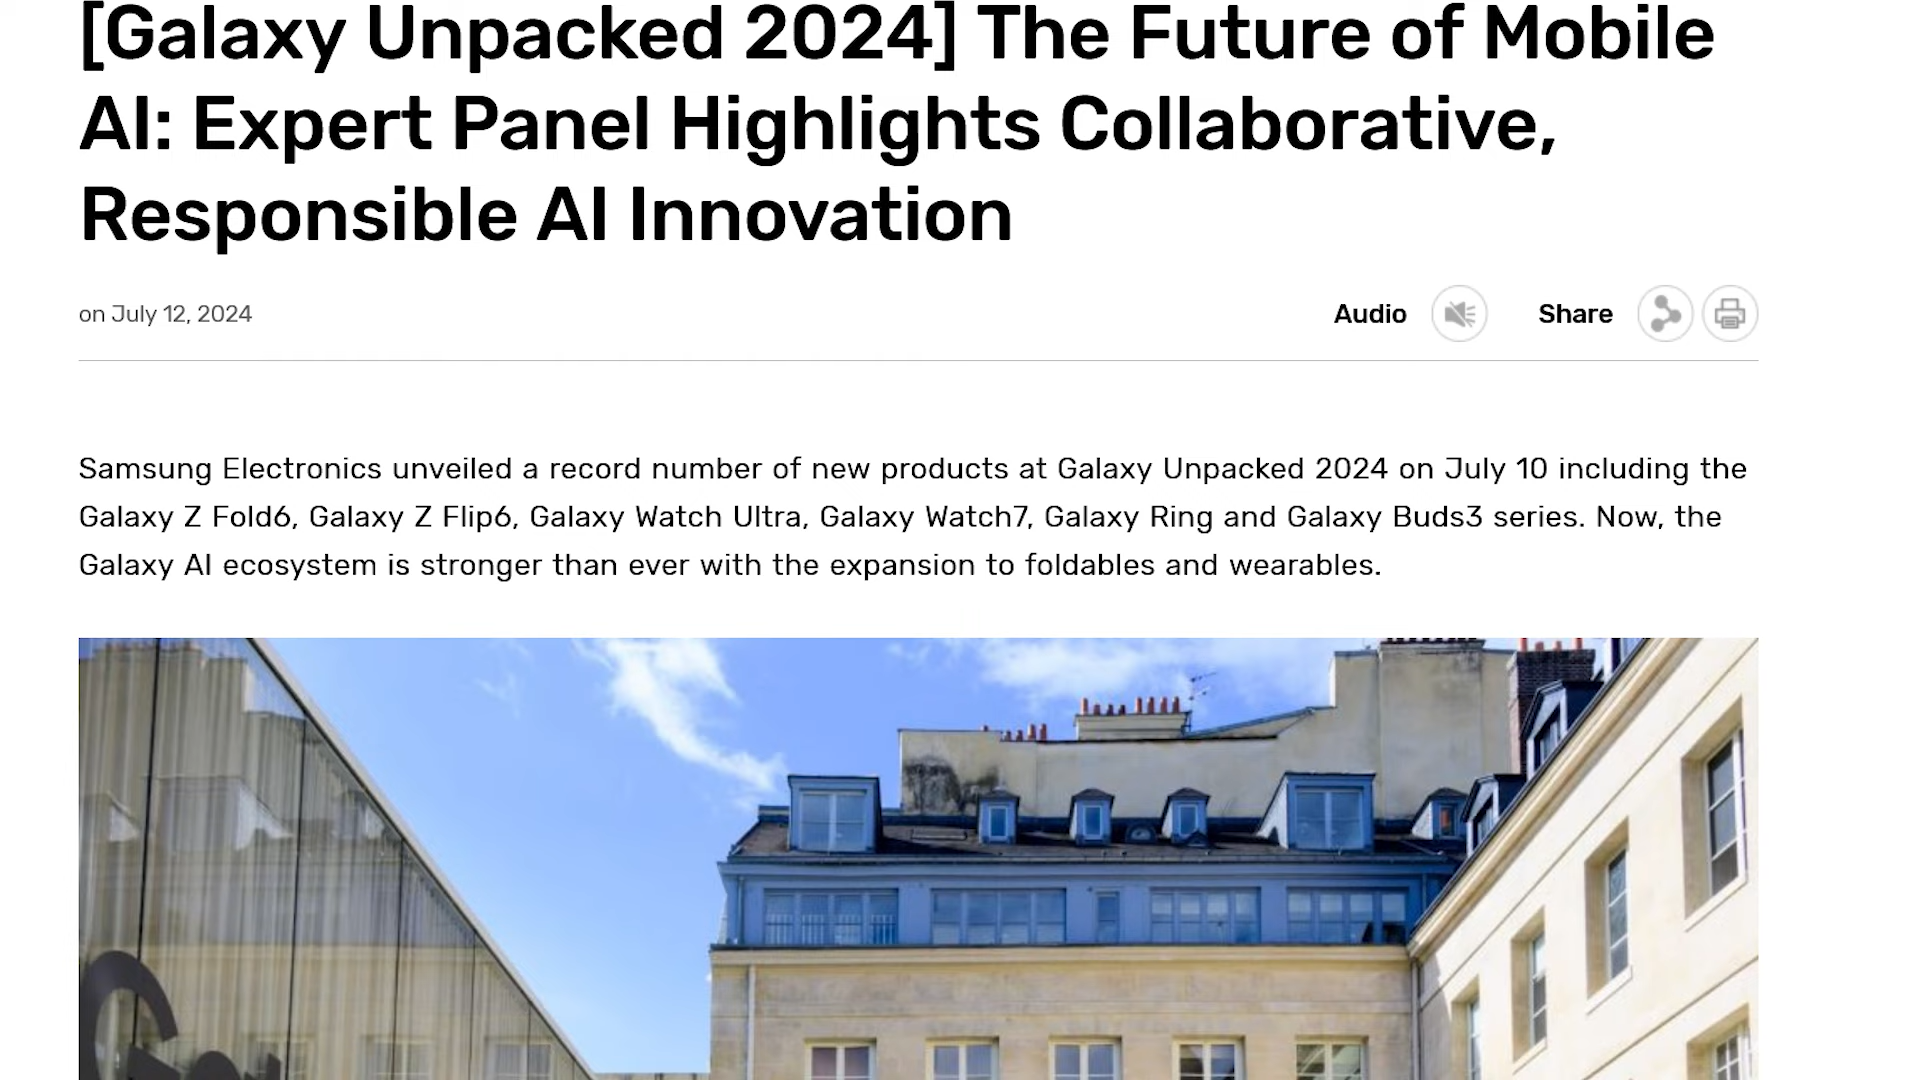 [Galaxy Unpacked 2024] The Future of Mobile
AI: Expert Panel Highlights Collaborative,
Responsible AI Innovation
on July 12, 2024
Audio
Share
Samsung Electronics unveiled a record number of new products at Galaxy Unpacked 2024 on July 10 including the
Galaxy Z Fold6, Galaxy Z Flip6, Galaxy Watch Ultra, Galaxy Watch7, Galaxy Ring and Galaxy Buds3 series. Now, the
Galaxy AI ecosystem is stronger than ever with the expansion to foldables and wearables.